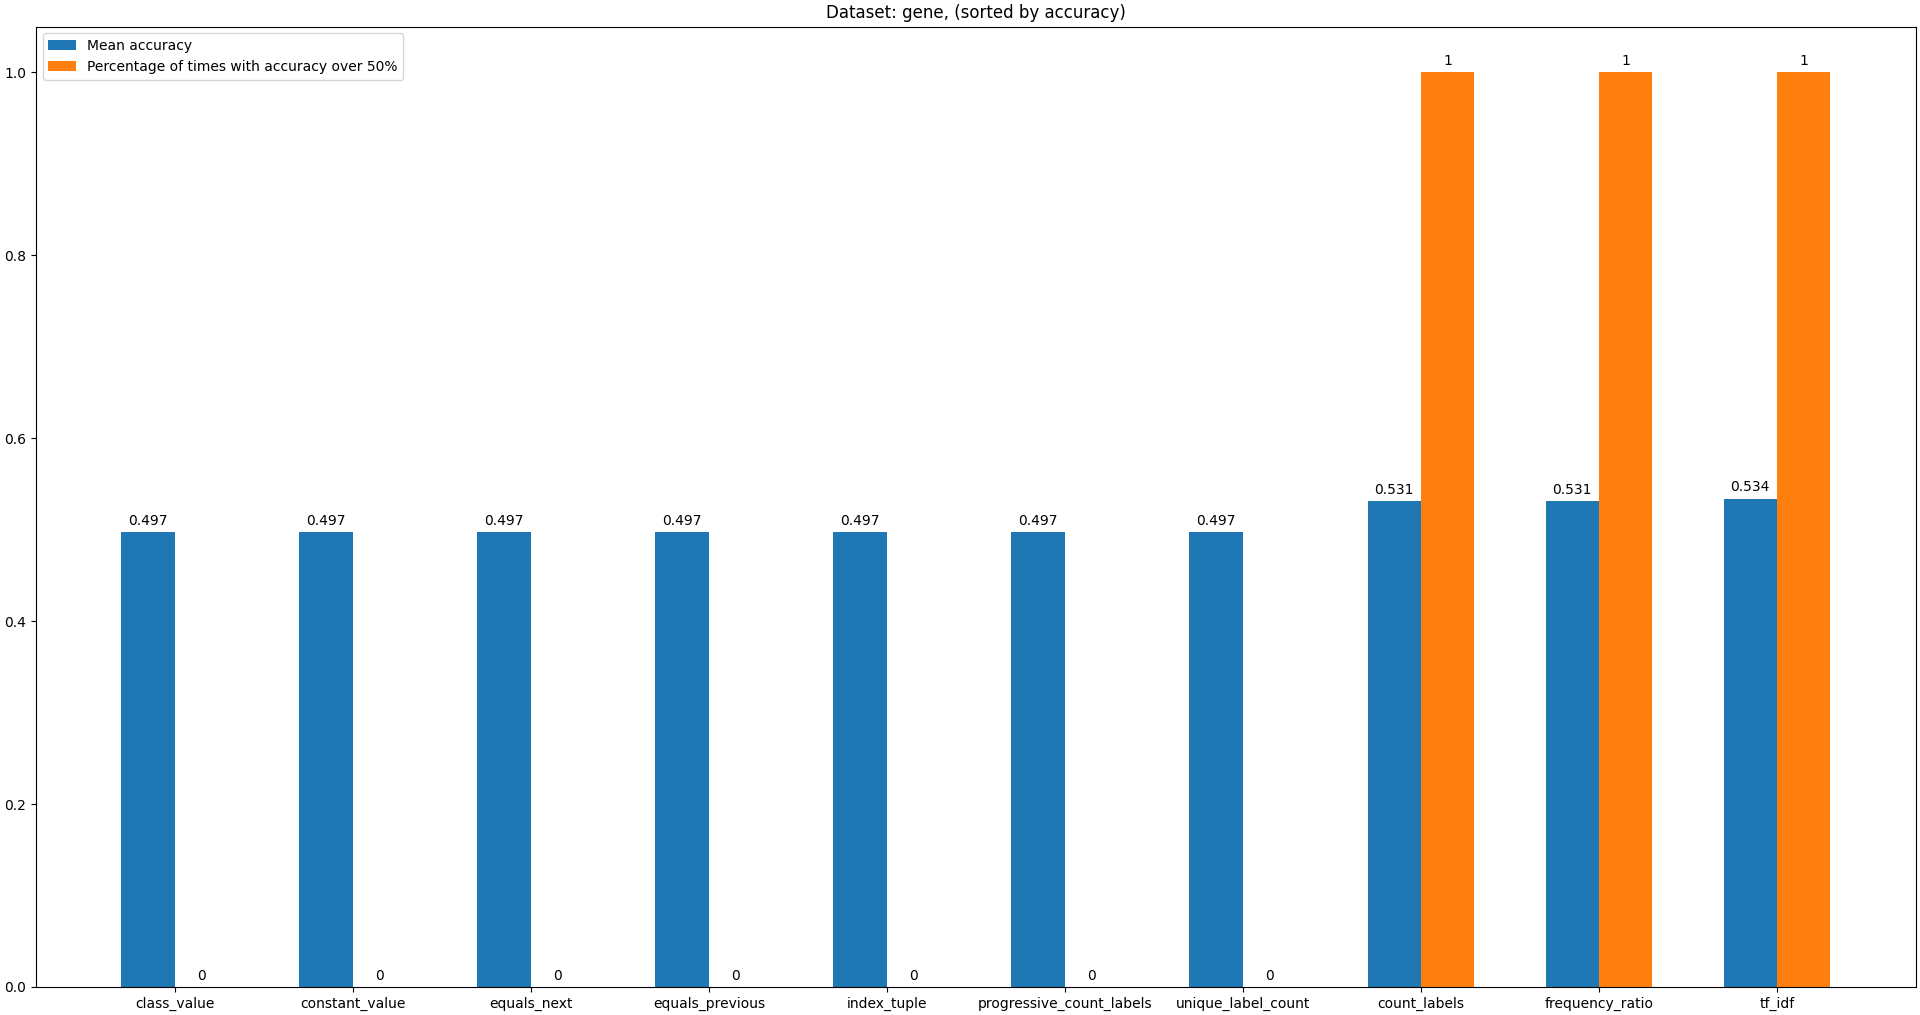 Dataset: gene, (sorted by accuracy)
Mean accuracy
Percentage of times with accuracy over 50%
1.0
0.8
0.6
0.4
0.2
0.0
1 1 1
0.531 0.531 0.534
0.497 0.497 0.497 0.497 0.497 0.497 0.497
0 0 0 0 0 0 0
class_value constant_value equals_next equals_previous index_tuple progressive_count_labels unique_label_count count_labels frequency_ratio tf_idf